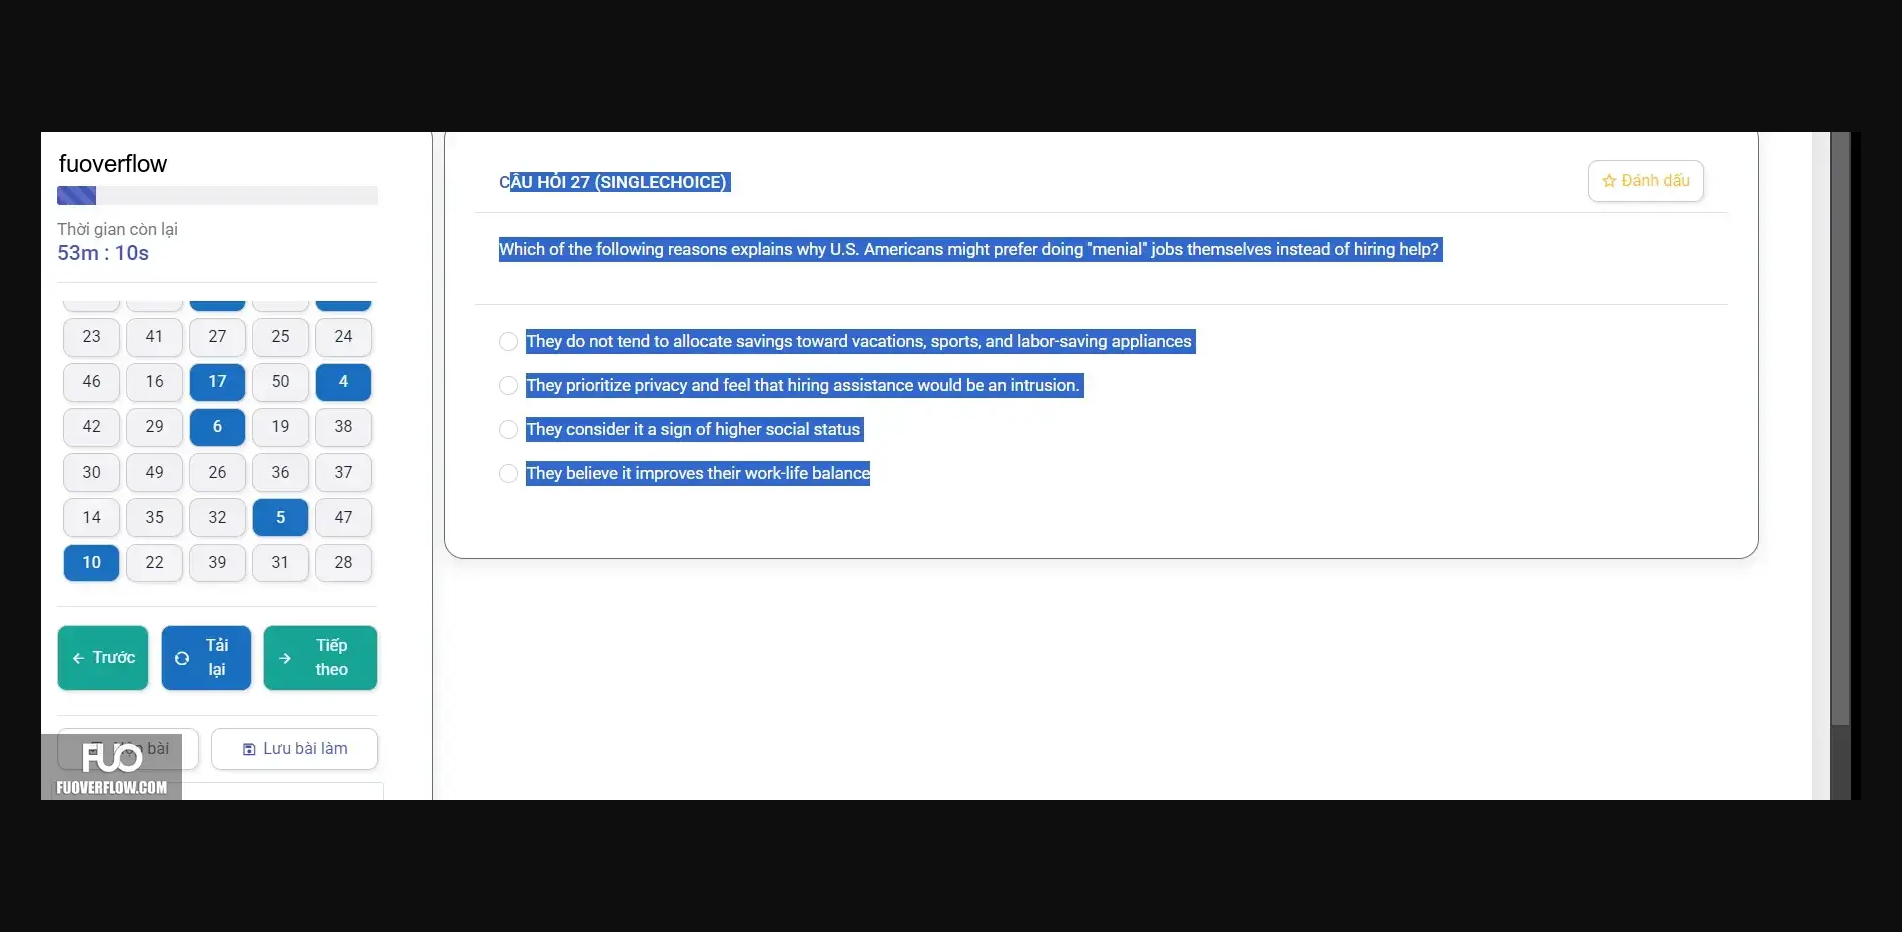 fuoverflow
Thời gian còn lại
53m : 10s
23 41 27 25 24
46 16 17 50 4
42 29 6 19 38
30 49 26 36 37
14 35 32 5 47
10 22 39 31 28
Trước
Tải lại
Tiếp theo
bài
Lưu bài làm
FUO
FUOVERFLOW.COM
CÂU HỎI 27 (SINGLECHOICE)
Đánh dấu
Which of the following reasons explains why U.S. Americans might prefer doing "menial" jobs themselves instead of hiring help?
They do not tend to allocate savings toward vacations, sports, and labor-saving appliances
They prioritize privacy and feel that hiring assistance would be an intrusion.
They consider it a sign of higher social status
They believe it improves their work-life balance